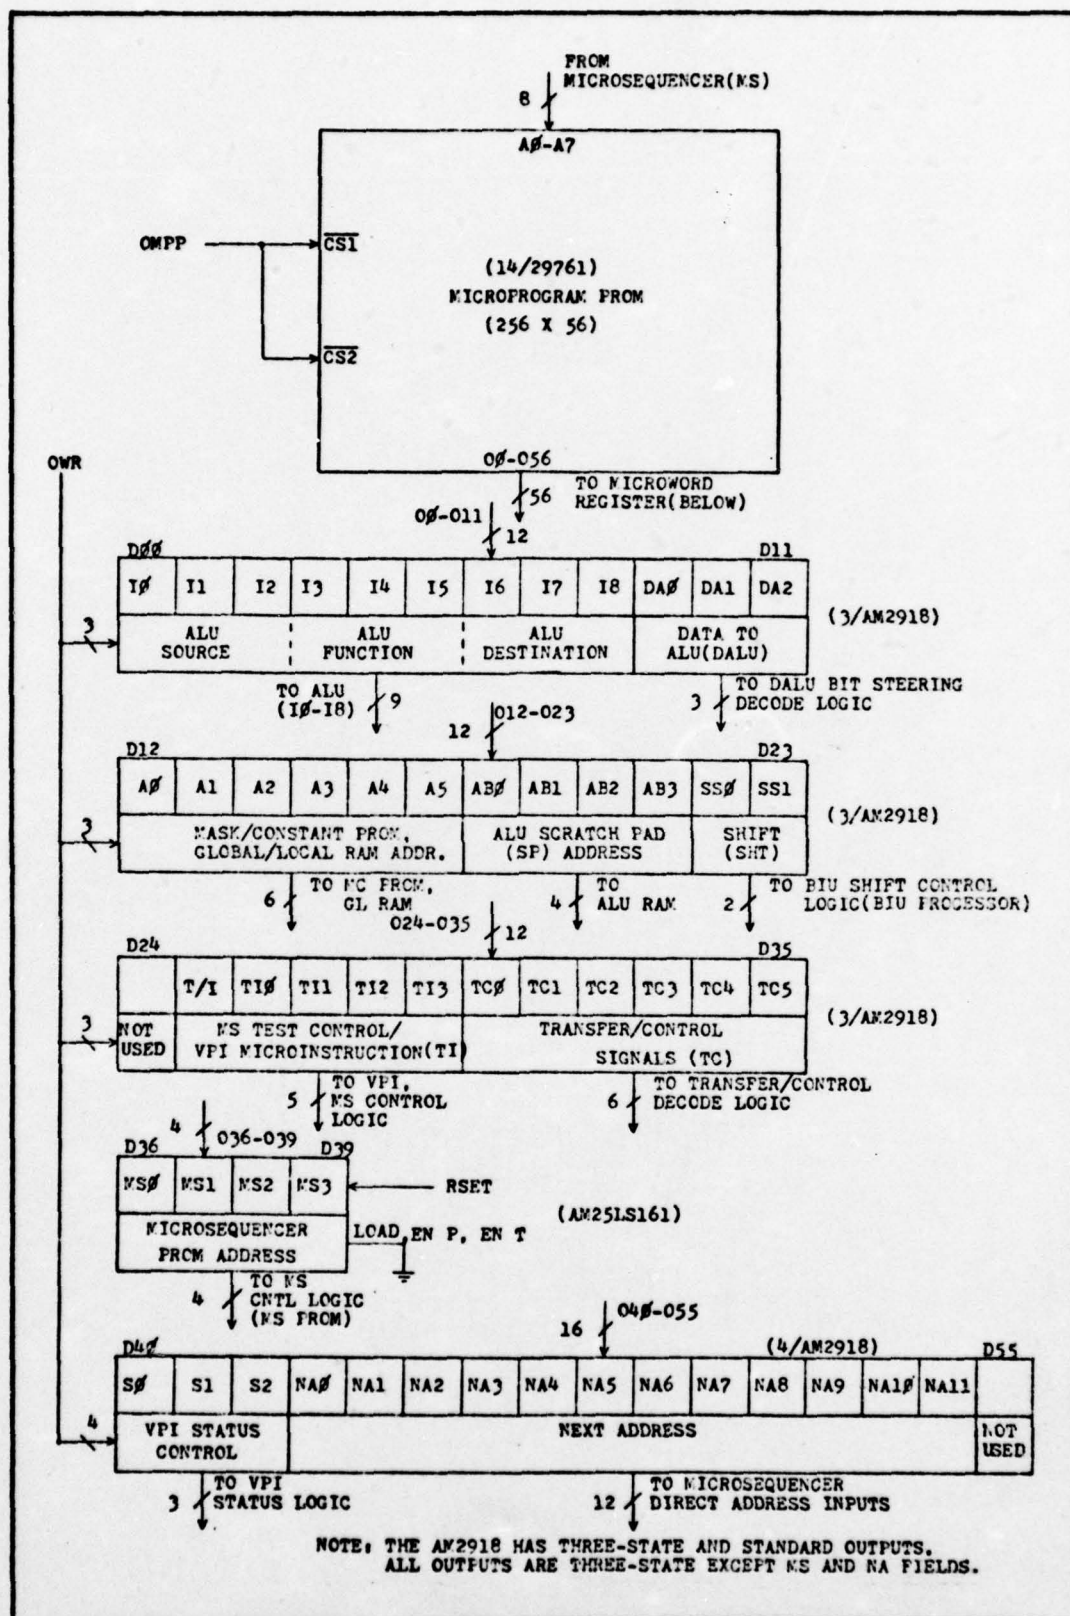 FROM
MICROSEQUENCER(MS)
8
AØ-A7
OMPP
CS1
(14/29761)
MICROPROGRAM PROM
(256 X 56)
CS2
OWR
OØ-O56
56
TO MICROWORD
REGISTER(BELOW)
OØ-O11
12
DØØ D11
IØ I1 I2 I3 I4 I5 I6 I7 I8 DAØ DA1 DA2
(3/AM2918)
3
ALU SOURCE
ALU FUNCTION
ALU DESTINATION
DATA TO ALU(DALU)
TO ALU
(IØ-I8)
9
3
TO DALU BIT STEERING
DECODE LOGIC
12
O12-O23
D12 D23
AØ A1 A2 A3 A4 A5 ABØ AB1 AB2 AB3 SSØ SS1
(3/AM2918)
3
MASK/CONSTANT PROM,
GLOBAL/LOCAL RAM ADDR.
ALU SCRATCH PAD
(SP) ADDRESS
SHIFT
(SHT)
6
TO MC PROM,
GL RAM
4
TO
ALU RAM
2
TO BIU SHIFT CONTROL
LOGIC(BIU PROCESSOR)
O24-O35
12
D24 D35
T/I TIØ TI1 TI2 TI3 TCØ TC1 TC2 TC3 TC4 TC5
(3/AM2918)
3
NOT
USED
MS TEST CONTROL/
VPI MICROINSTRUCTION(TI)
TRANSFER/CONTROL
SIGNALS (TC)
5
TO VPI,
MS CONTROL
LOGIC
6
TO TRANSFER/CONTROL
DECODE LOGIC
4
O36-O39
D36 D39
MSØ MS1 MS2 MS3
RSET
(AM25LS161)
MICROSEQUENCER
PROM ADDRESS
LOAD, EN P, EN T
4
TO MS
CNTL LOGIC
(MS PROM)
16
O4Ø-O55
D4Ø (4/AM2918) D55
SØ S1 S2 NAØ NA1 NA2 NA3 NA4 NA5 NA6 NA7 NA8 NA9 NA1Ø NA11
4
VPI STATUS
CONTROL
NEXT ADDRESS
NOT
USED
3
TO VPI
STATUS LOGIC
12
TO MICROSEQUENCER
DIRECT ADDRESS INPUTS
NOTE: THE AM2918 HAS THREE-STATE AND STANDARD OUTPUTS.
ALL OUTPUTS ARE THREE-STATE EXCEPT MS AND NA FIELDS.